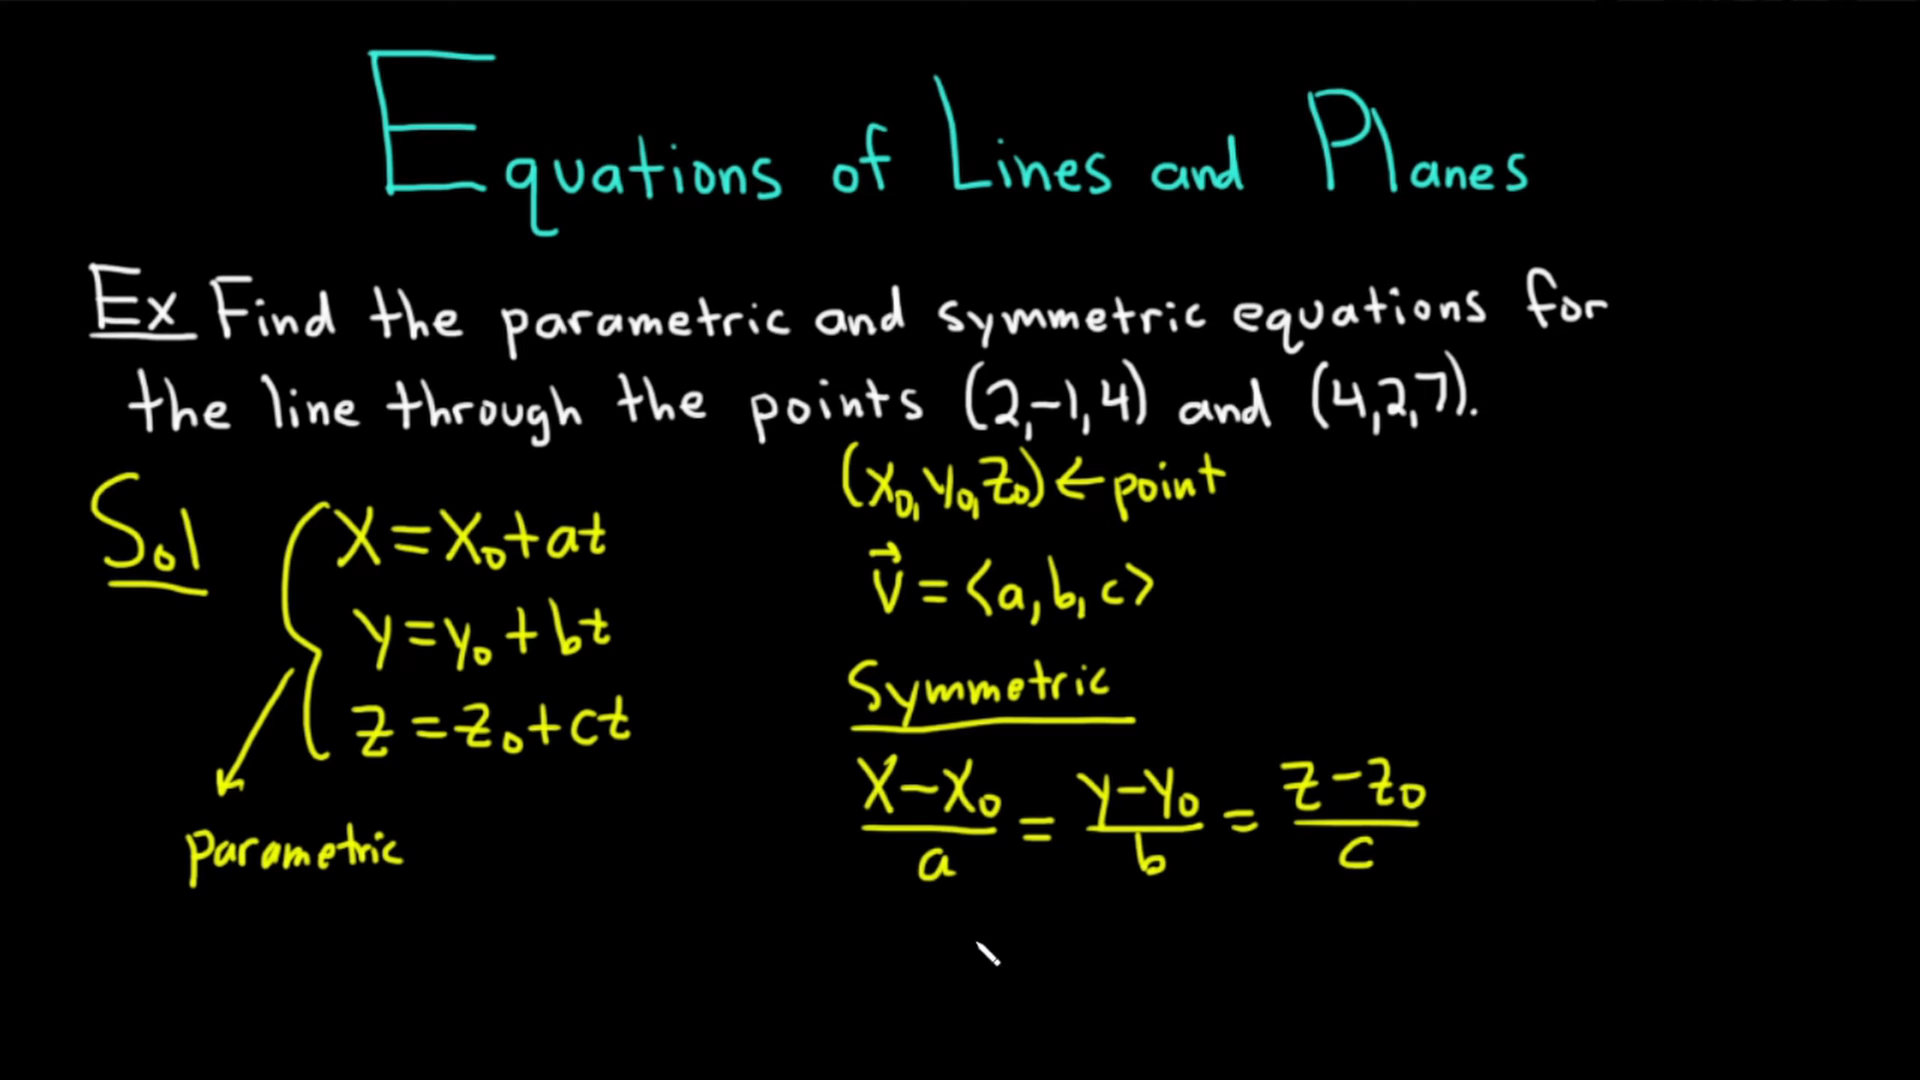 Equations of Lines and Planes
Ex Find the parametric and symmetric equations for
the line through the points (2,-1,4) and (4,2,7).
Sol
x = x₀ + at
y = y₀ + bt
z = z₀ + ct
parametric
(x₀, y₀, z₀) ← point
v⃗ = <a, b, c>
Symmetric
(x-x₀)/a = (y-y₀)/b = (z-z₀)/c